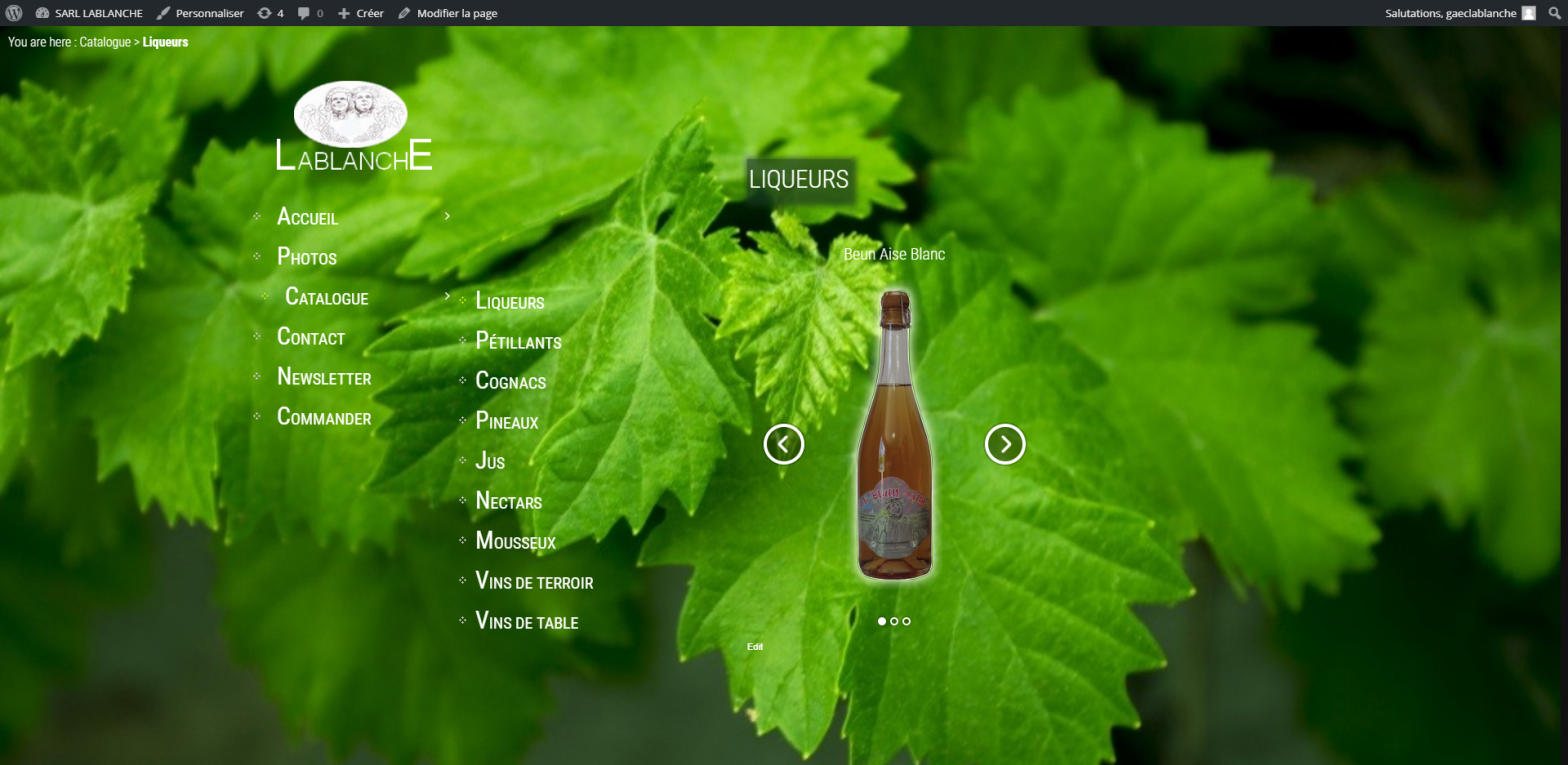 SARL LABLANCHE Personnaliser 4 0 Créer Modifier la page Salutations, gaeclablanche
You are here : Catalogue > Liqueurs
LABLANCHE
LIQUEURS
ACCUEIL
PHOTOS
CATALOGUE
CONTACT
NEWSLETTER
COMMANDER
LIQUEURS
PÉTILLANTS
COGNACS
PINEAUX
JUS
NECTARS
MOUSSEUX
VINS DE TERROIR
VINS DE TABLE
Beun Aise Blanc
Edit